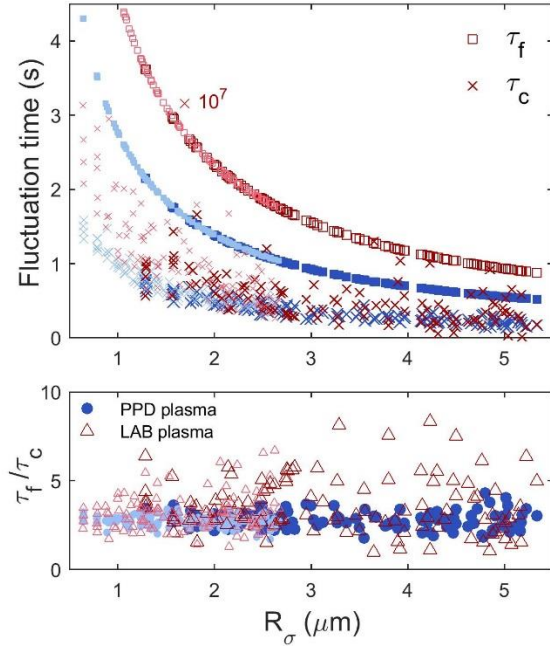 4
3
2
1
0
Fluctuation time (s)
τf
τc
× 10⁷
1 2 3 4 5
10
5
0
τf /τc
PPD plasma
LAB plasma
1 2 3 4 5
Rσ (μm)